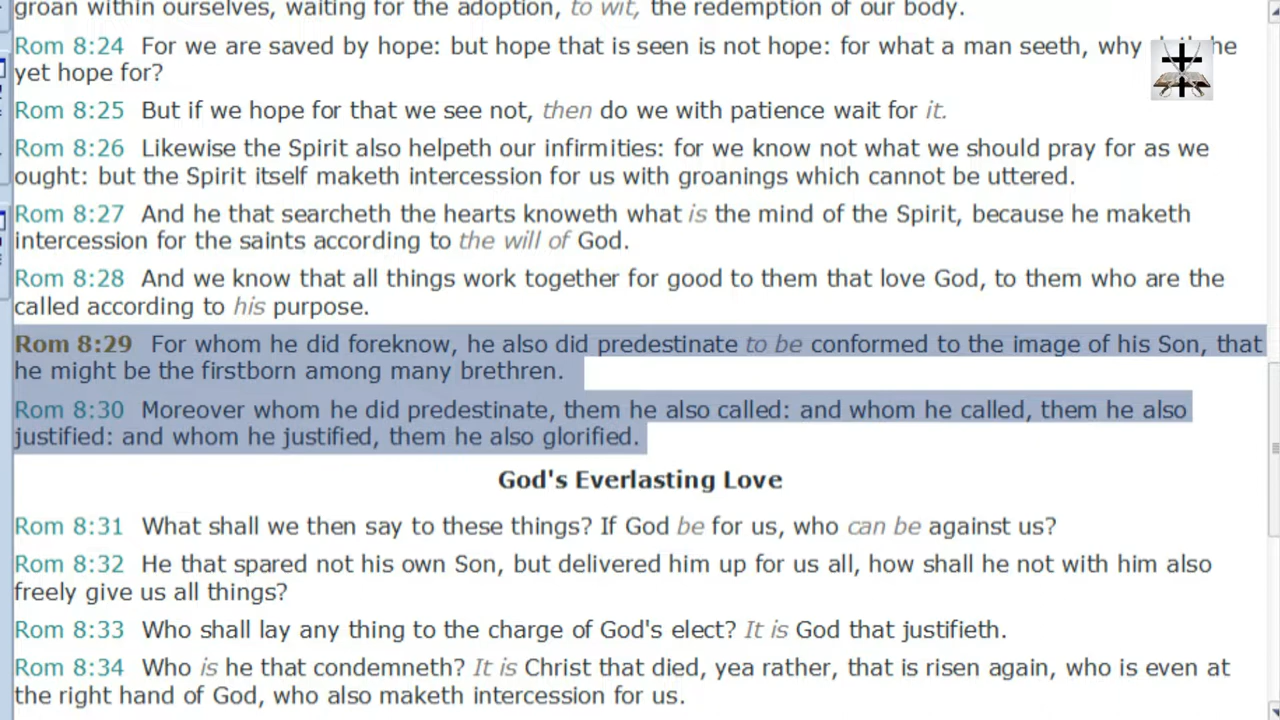 groan within ourselves, waiting for the adoption, to wit, the redemption of our body.
Rom 8:24 For we are saved by hope: but hope that is seen is not hope: for what a man seeth, why doth he
yet hope for?
Rom 8:25 But if we hope for that we see not, then do we with patience wait for it.
Rom 8:26 Likewise the Spirit also helpeth our infirmities: for we know not what we should pray for as we
ought: but the Spirit itself maketh intercession for us with groanings which cannot be uttered.
Rom 8:27 And he that searcheth the hearts knoweth what is the mind of the Spirit, because he maketh
intercession for the saints according to the will of God.
Rom 8:28 And we know that all things work together for good to them that love God, to them who are the
called according to his purpose.
Rom 8:29 For whom he did foreknow, he also did predestinate to be conformed to the image of his Son, that
he might be the firstborn among many brethren.
Rom 8:30 Moreover whom he did predestinate, them he also called: and whom he called, them he also
justified: and whom he justified, them he also glorified.
God's Everlasting Love
Rom 8:31 What shall we then say to these things? If God be for us, who can be against us?
Rom 8:32 He that spared not his own Son, but delivered him up for us all, how shall he not with him also
freely give us all things?
Rom 8:33 Who shall lay any thing to the charge of God's elect? It is God that justifieth.
Rom 8:34 Who is he that condemneth? It is Christ that died, yea rather, that is risen again, who is even at
the right hand of God, who also maketh intercession for us.